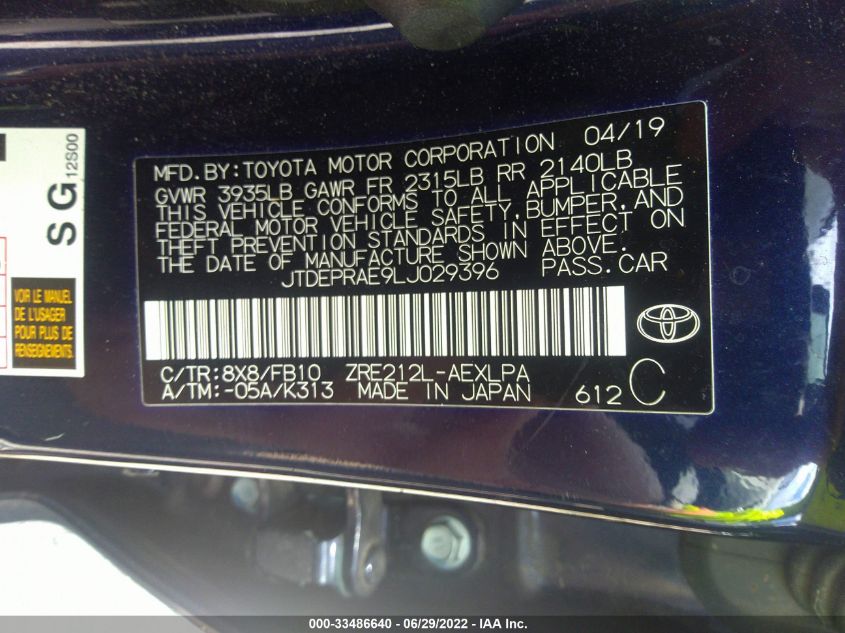 MFD. BY: TOYOTA MOTOR CORPORATION 04/19
GVWR 3935LB GAWR FR 2315LB RR 2140LB
THIS VEHICLE CONFORMS TO ALL APPLICABLE
FEDERAL MOTOR VEHICLE SAFETY, BUMPER, AND
THEFT PREVENTION STANDARDS IN EFFECT ON
THE DATE OF MANUFACTURE SHOWN ABOVE.
JTDEPRAE9LJ029396 PASS. CAR
C/TR: 8X8/FB10 ZRE212L-AEXLPA
A/TM: -05A/K313 MADE IN JAPAN 612 C
SG
12S00
VOIR LE MANUEL
DE L'USAGER
POUR PLUS DE
RENSEIGNEMENTS.
000-33486640 - 06/29/2022 - IAA Inc.